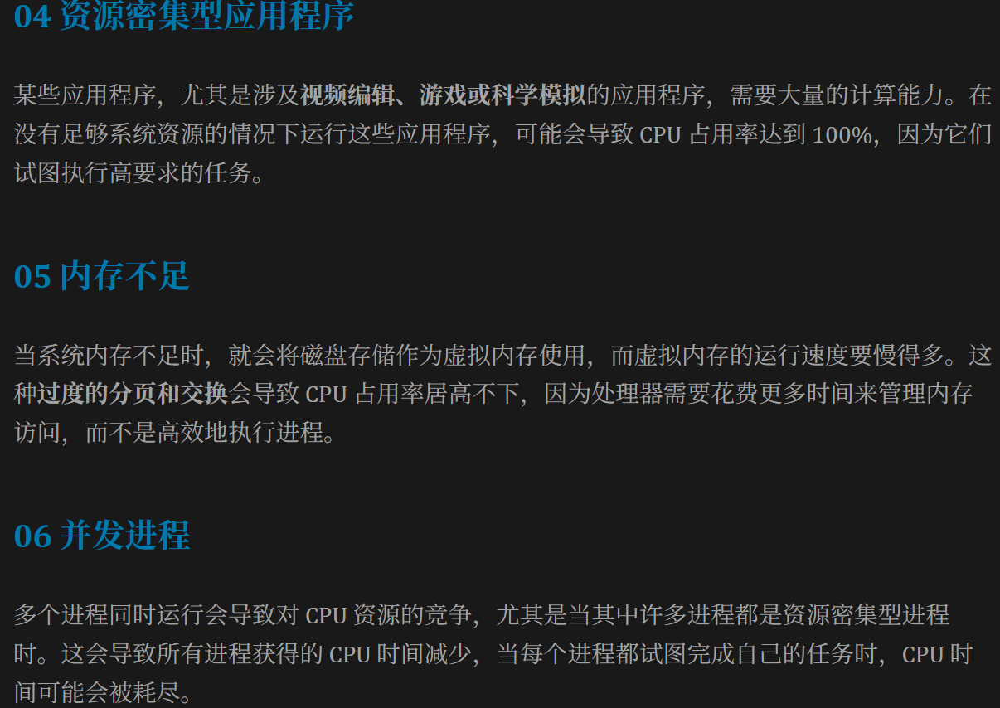 04 资源密集型应用程序
某些应用程序，尤其是涉及视频编辑、游戏或科学模拟的应用程序，需要大量的计算能力。在
没有足够系统资源的情况下运行这些应用程序，可能会导致 CPU 占用率达到 100%，因为它们
试图执行高要求的任务。
05 内存不足
当系统内存不足时，就会将磁盘存储作为虚拟内存使用，而虚拟内存的运行速度要慢得多。这
种过度的分页和交换会导致 CPU 占用率居高不下，因为处理器需要花费更多时间来管理内存
访问，而不是高效地执行进程。
06 并发进程
多个进程同时运行会导致对 CPU 资源的竞争，尤其是当其中许多进程都是资源密集型进程
时。这会导致所有进程获得的 CPU 时间减少，当每个进程都试图完成自己的任务时，CPU 时
间可能会被耗尽。